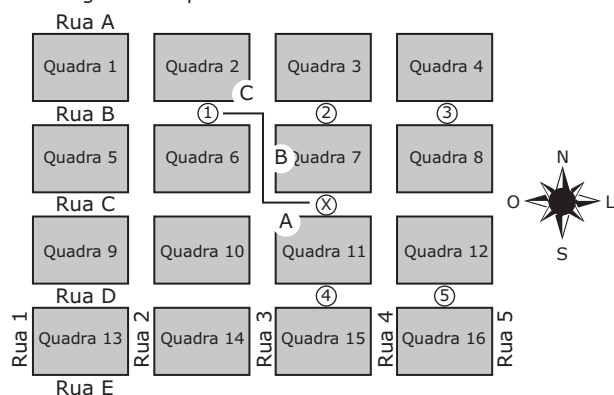 Rua A
Quadra 1 Quadra 2 Quadra 3 Quadra 4
C
Rua B 1 2 3
Quadra 5 Quadra 6 B Quadra 7 Quadra 8
Rua C X
A
Quadra 9 Quadra 10 Quadra 11 Quadra 12
Rua D 4 5
Rua 1 Quadra 13 Rua 2 Quadra 14 Rua 3 Quadra 15 Rua 4 Quadra 16 Rua 5
Rua E
N
O L
S